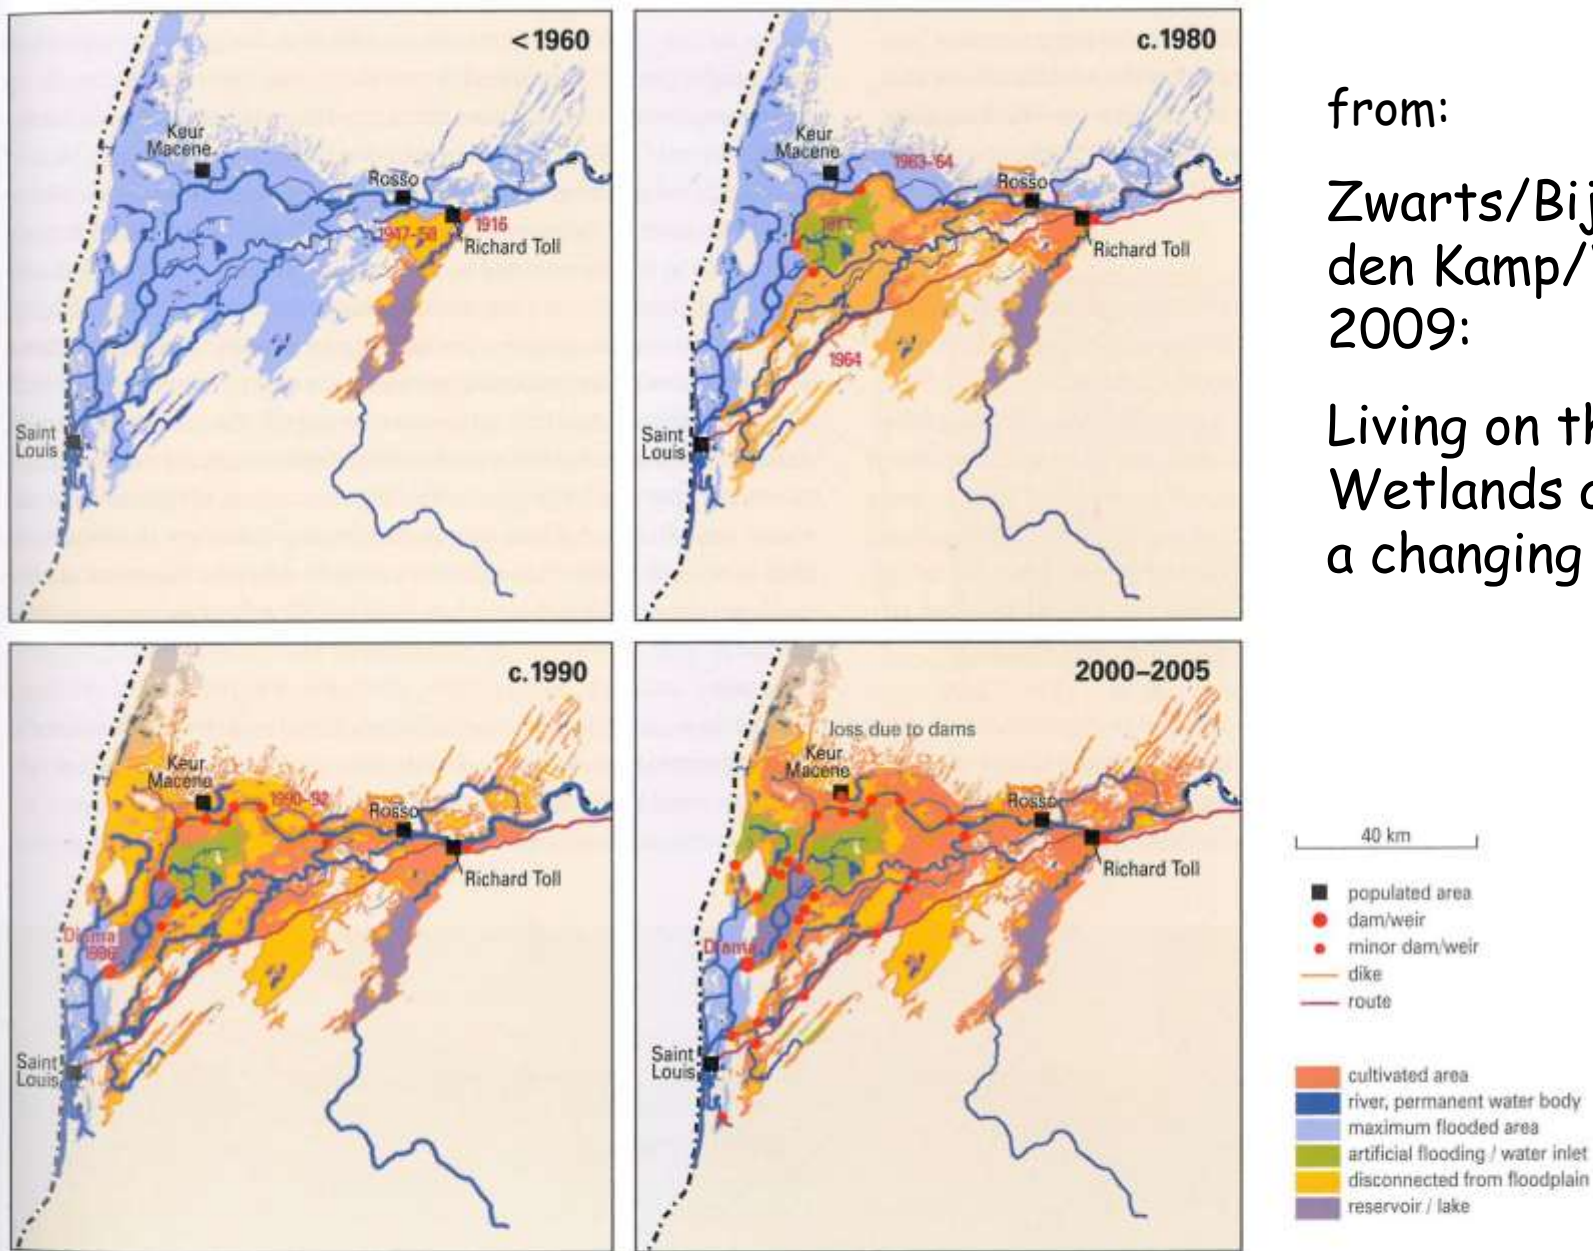 <1960
Keur
Macene
Rosso
1947-'58
1916
Richard Toll
Saint
Louis
c.1980
Keur
Macene
1963-'64
Rosso
Richard Toll
1964
Saint
Louis
from:
Zwarts/
den Kamp/
2009:
Living on
Wetlands
a changing
c.1990
Keur
Macene
1990-'92
Rosso
Richard Toll
Diama
Saint
Louis
2000–2005
loss due to dams
Keur
Macene
Rosso
Richard Toll
Diama
Saint
Louis
40 km
populated area
dam/weir
minor dam/weir
dike
route
cultivated area
river, permanent water body
maximum flooded area
artificial flooding / water inlet
disconnected from floodplain
reservoir / lake